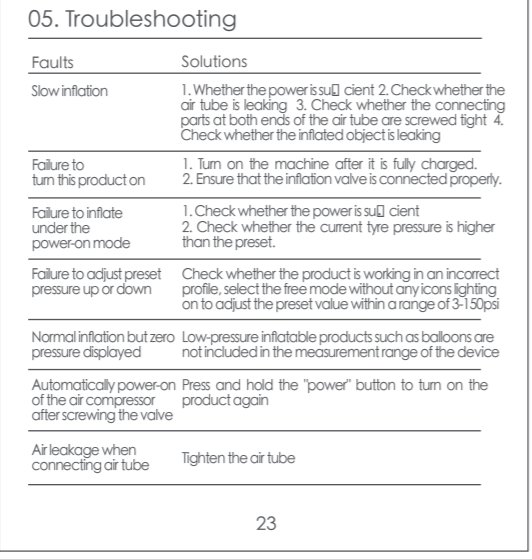 05. Troubleshooting
Faults Solutions
Slow inflation 1. Whether the power is su▯ cient 2. Check whether the
air tube is leaking 3. Check whether the connecting
parts at both ends of the air tube are screwed tight 4.
Check whether the inflated object is leaking
Failure to 1. Turn on the machine after it is fully charged.
turn this product on 2. Ensure that the inflation valve is connected properly.
Failure to inflate 1. Check whether the power is su▯ cient
under the 2. Check whether the current tyre pressure is higher
power-on mode than the preset.
Failure to adjust preset Check whether the product is working in an incorrect
pressure up or down profile, select the free mode without any icons lighting
on to adjust the preset value within a range of 3-150psi
Normal inflation but zero Low-pressure inflatable products such as balloons are
pressure displayed not included in the measurement range of the device
Automatically power-on Press and hold the "power" button to turn on the
of the air compressor product again
after screwing the valve
Air leakage when
connecting air tube Tighten the air tube
23